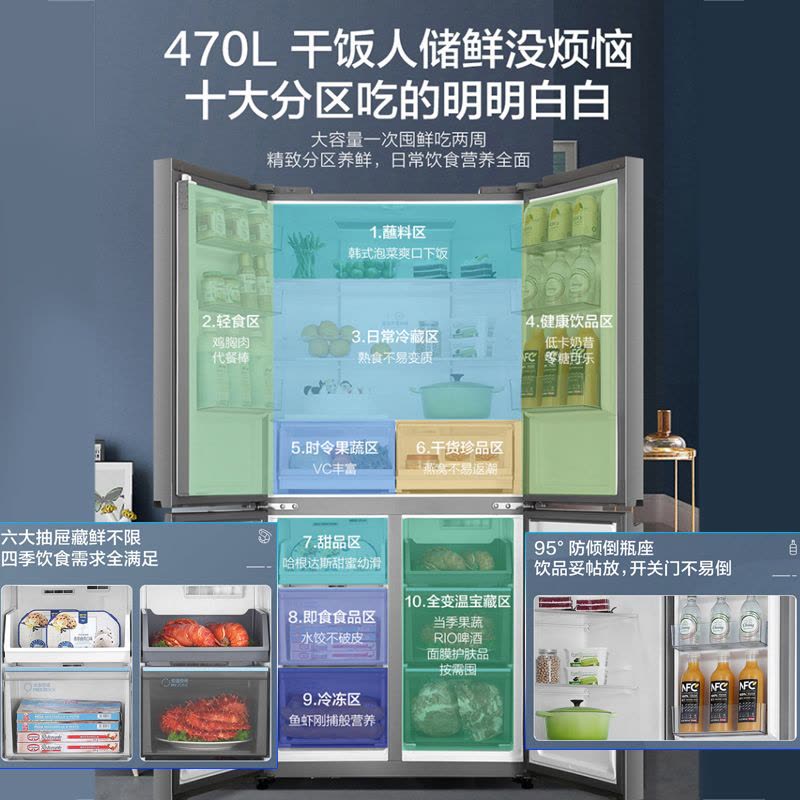 470L 干饭人储鲜没烦恼
十大分区吃的明明白白
大容量一次囤鲜吃两周
精致分区养鲜，日常饮食营养全面
1.蘸料区
韩式泡菜爽口下饭
2.轻食区
鸡胸肉
代餐棒
3.日常冷藏区
熟食不易变质
4.健康饮品区
低卡奶昔
零糖可乐
5.时令果蔬区
VC丰富
6.干货珍品区
燕窝不易返潮
7.甜品区
哈根达斯甜蜜幼滑
8.即食食品区
水饺不破皮
9.冷冻区
鱼虾刚捕般营养
10.全变温宝藏区
当季果蔬
RIO啤酒
面膜护肤品
按需囤
六大抽屉藏鲜不限
四季饮食需求全满足
95° 防倾倒瓶座
饮品妥帖放，开关门不易倒
NFC
NFC
NFC
NFC